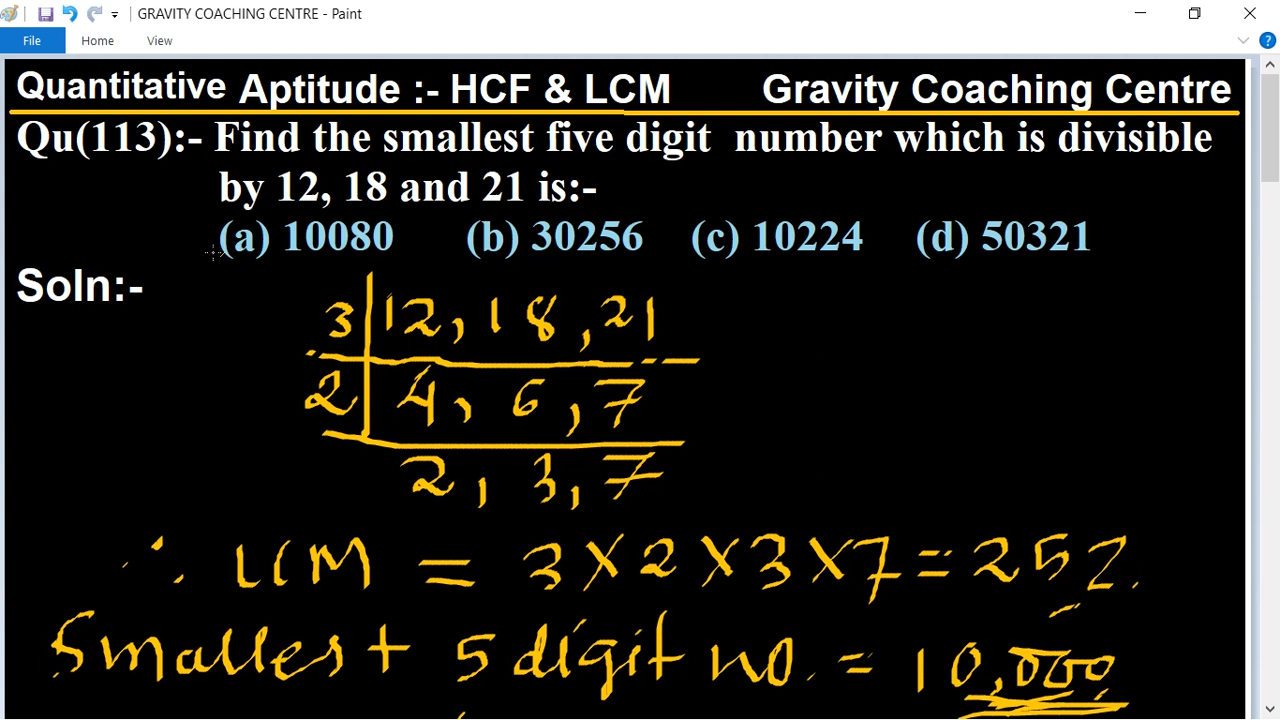 GRAVITY COACHING CENTRE - Paint
File Home View
Quantitative Aptitude :- HCF & LCM Gravity Coaching Centre
Qu(113):- Find the smallest five digit number which is divisible
by 12, 18 and 21 is:-
(a) 10080 (b) 30256 (c) 10224 (d) 50321
Soln:-
3 12, 18, 21
2 4, 6, 7
2, 3, 7
∴ LCM = 3 X 2 X 3 X 7 = 252.
Smallest 5 digit no. = 10,000